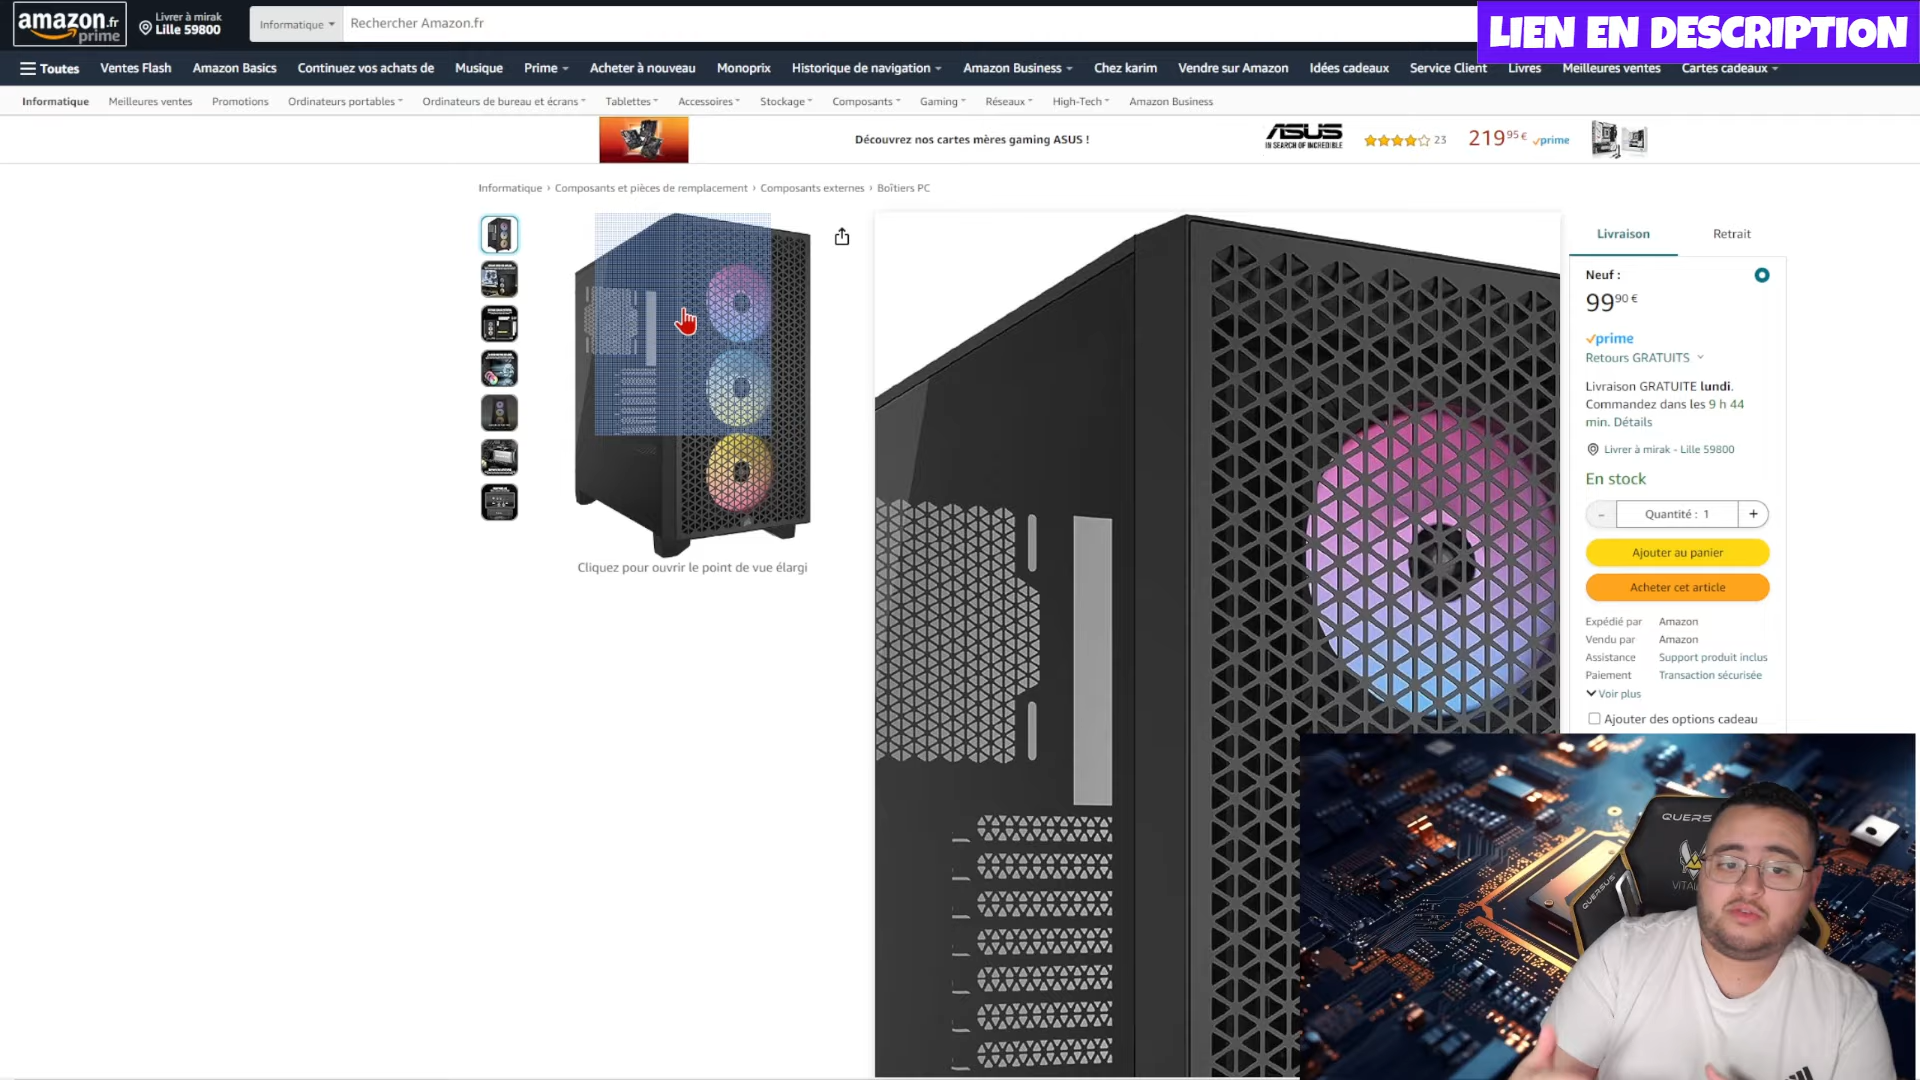 amazon.fr
prime
Livrer à mirak
Lille 59800
Informatique
Rechercher Amazon.fr
LIEN EN DESCRIPTION
Toutes
Ventes Flash
Amazon Basics
Continuez vos achats de
Musique
Prime
Acheter à nouveau
Monoprix
Historique de navigation
Amazon Business
Chez karim
Vendre sur Amazon
Idées cadeaux
Service Client
Livres
Meilleures ventes
Cartes cadeaux
Informatique
Meilleures ventes
Promotions
Ordinateurs portables
Ordinateurs de bureau et écrans
Tablettes
Accessoires
Stockage
Composants
Gaming
Réseaux
High-Tech
Amazon Business
Découvrez nos cartes mères gaming ASUS !
ASUS
IN SEARCH OF INCREDIBLE
23
219 95 €
prime
Informatique › Composants et pièces de remplacement › Composants externes › Boîtiers PC
Cliquez pour ouvrir le point de vue élargi
Livraison
Retrait
Neuf :
99 90 €
prime
Retours GRATUITS
Livraison GRATUITE lundi.
Commandez dans les 9 h 44
min. Détails
Livrer à mirak - Lille 59800
En stock
- Quantité : 1 +
Ajouter au panier
Acheter cet article
Expédié par Amazon
Vendu par Amazon
Assistance Support produit inclus
Paiement Transaction sécurisée
Voir plus
Ajouter des options cadeau
QUERS
VITA
QUERSUS